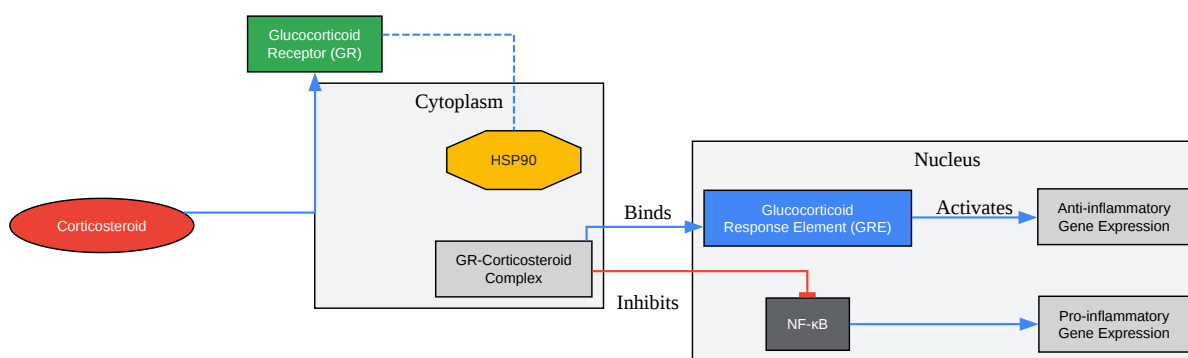 Glucocorticoid
Receptor (GR)
Cytoplasm
HSP90
Corticosteroid
GR-Corticosteroid
Complex
Binds
Inhibits
Nucleus
Glucocorticoid
Response Element (GRE)
Activates
Anti-inflammatory
Gene Expression
NF-κB
Pro-inflammatory
Gene Expression